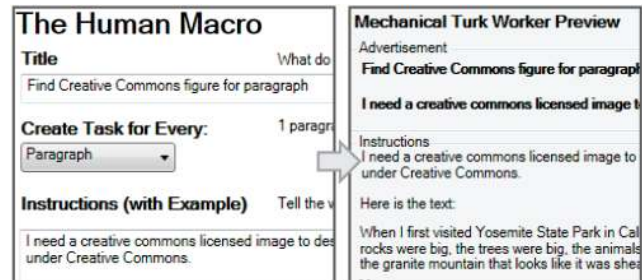 The Human Macro
Title What do
Find Creative Commons figure for paragraph
Create Task for Every: 1 paragra
Paragraph
Instructions (with Example) Tell the w
I need a creative commons licensed image to des
under Creative Commons.
Mechanical Turk Worker Preview
Advertisement
Find Creative Commons figure for paragraph
I need a creative commons licensed image t
Instructions
I need a creative commons licensed image to
under Creative Commons.
Here is the text:
When I first visited Yosemite State Park in Cal
rocks were big, the trees were big, the animals
the granite mountain that looks like it was shea